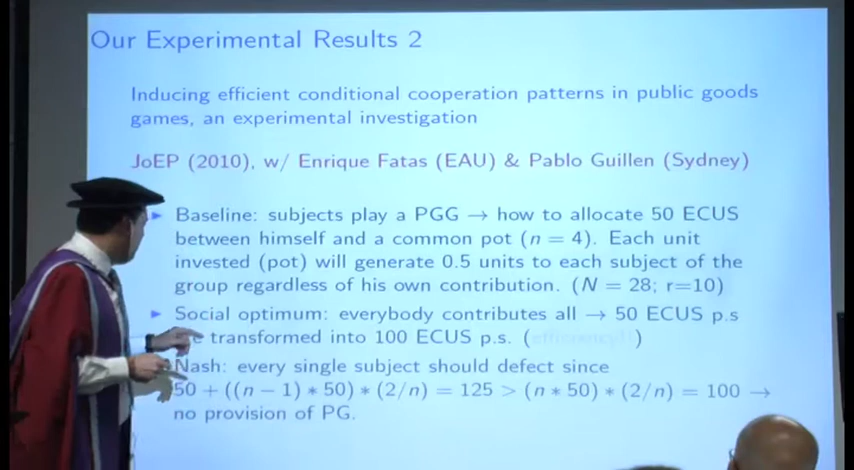 Our Experimental Results 2
Inducing efficient conditional cooperation patterns in public goods
games, an experimental investigation
JoEP (2010), w/ Enrique Fatas (EAU) & Pablo Guillen (Sydney)
Baseline: subjects play a PGG → how to allocate 50 ECUS
between himself and a common pot (n = 4). Each unit
invested (pot) will generate 0.5 units to each subject of the
group regardless of his own contribution. (N = 28; r=10)
Social optimum: everybody contributes all → 50 ECUS p.s
transformed into 100 ECUS p.s. ( )
Nash: every single subject should defect since
50 + ((n − 1) ∗ 50) ∗ (2/n) = 125 > (n ∗ 50) ∗ (2/n) = 100 →
no provision of PG.